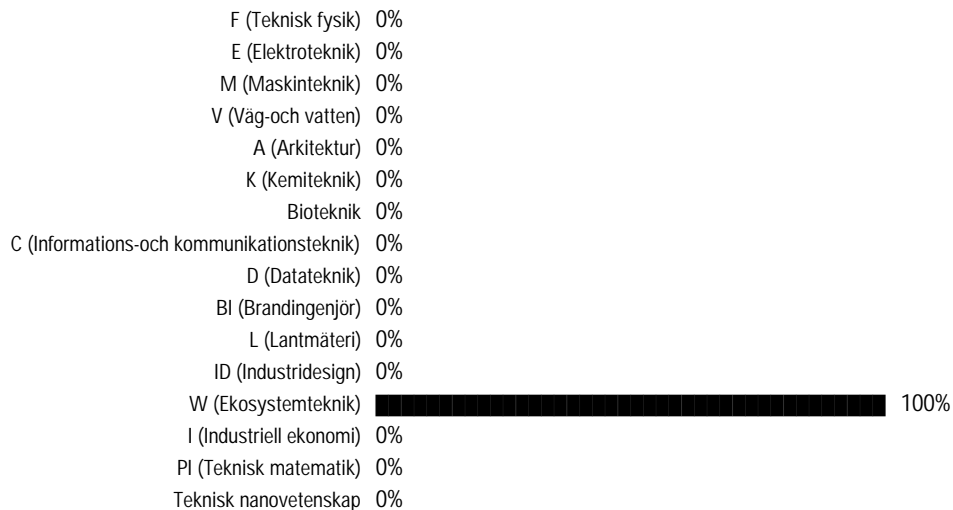 F (Teknisk fysik) 0%
E (Elektroteknik) 0%
M (Maskinteknik) 0%
V (Väg-och vatten) 0%
A (Arkitektur) 0%
K (Kemiteknik) 0%
Bioteknik 0%
C (Informations-och kommunikationsteknik) 0%
D (Datateknik) 0%
BI (Brandingenjör) 0%
L (Lantmäteri) 0%
ID (Industridesign) 0%
W (Ekosystemteknik) 100%
I (Industriell ekonomi) 0%
PI (Teknisk matematik) 0%
Teknisk nanovetenskap 0%